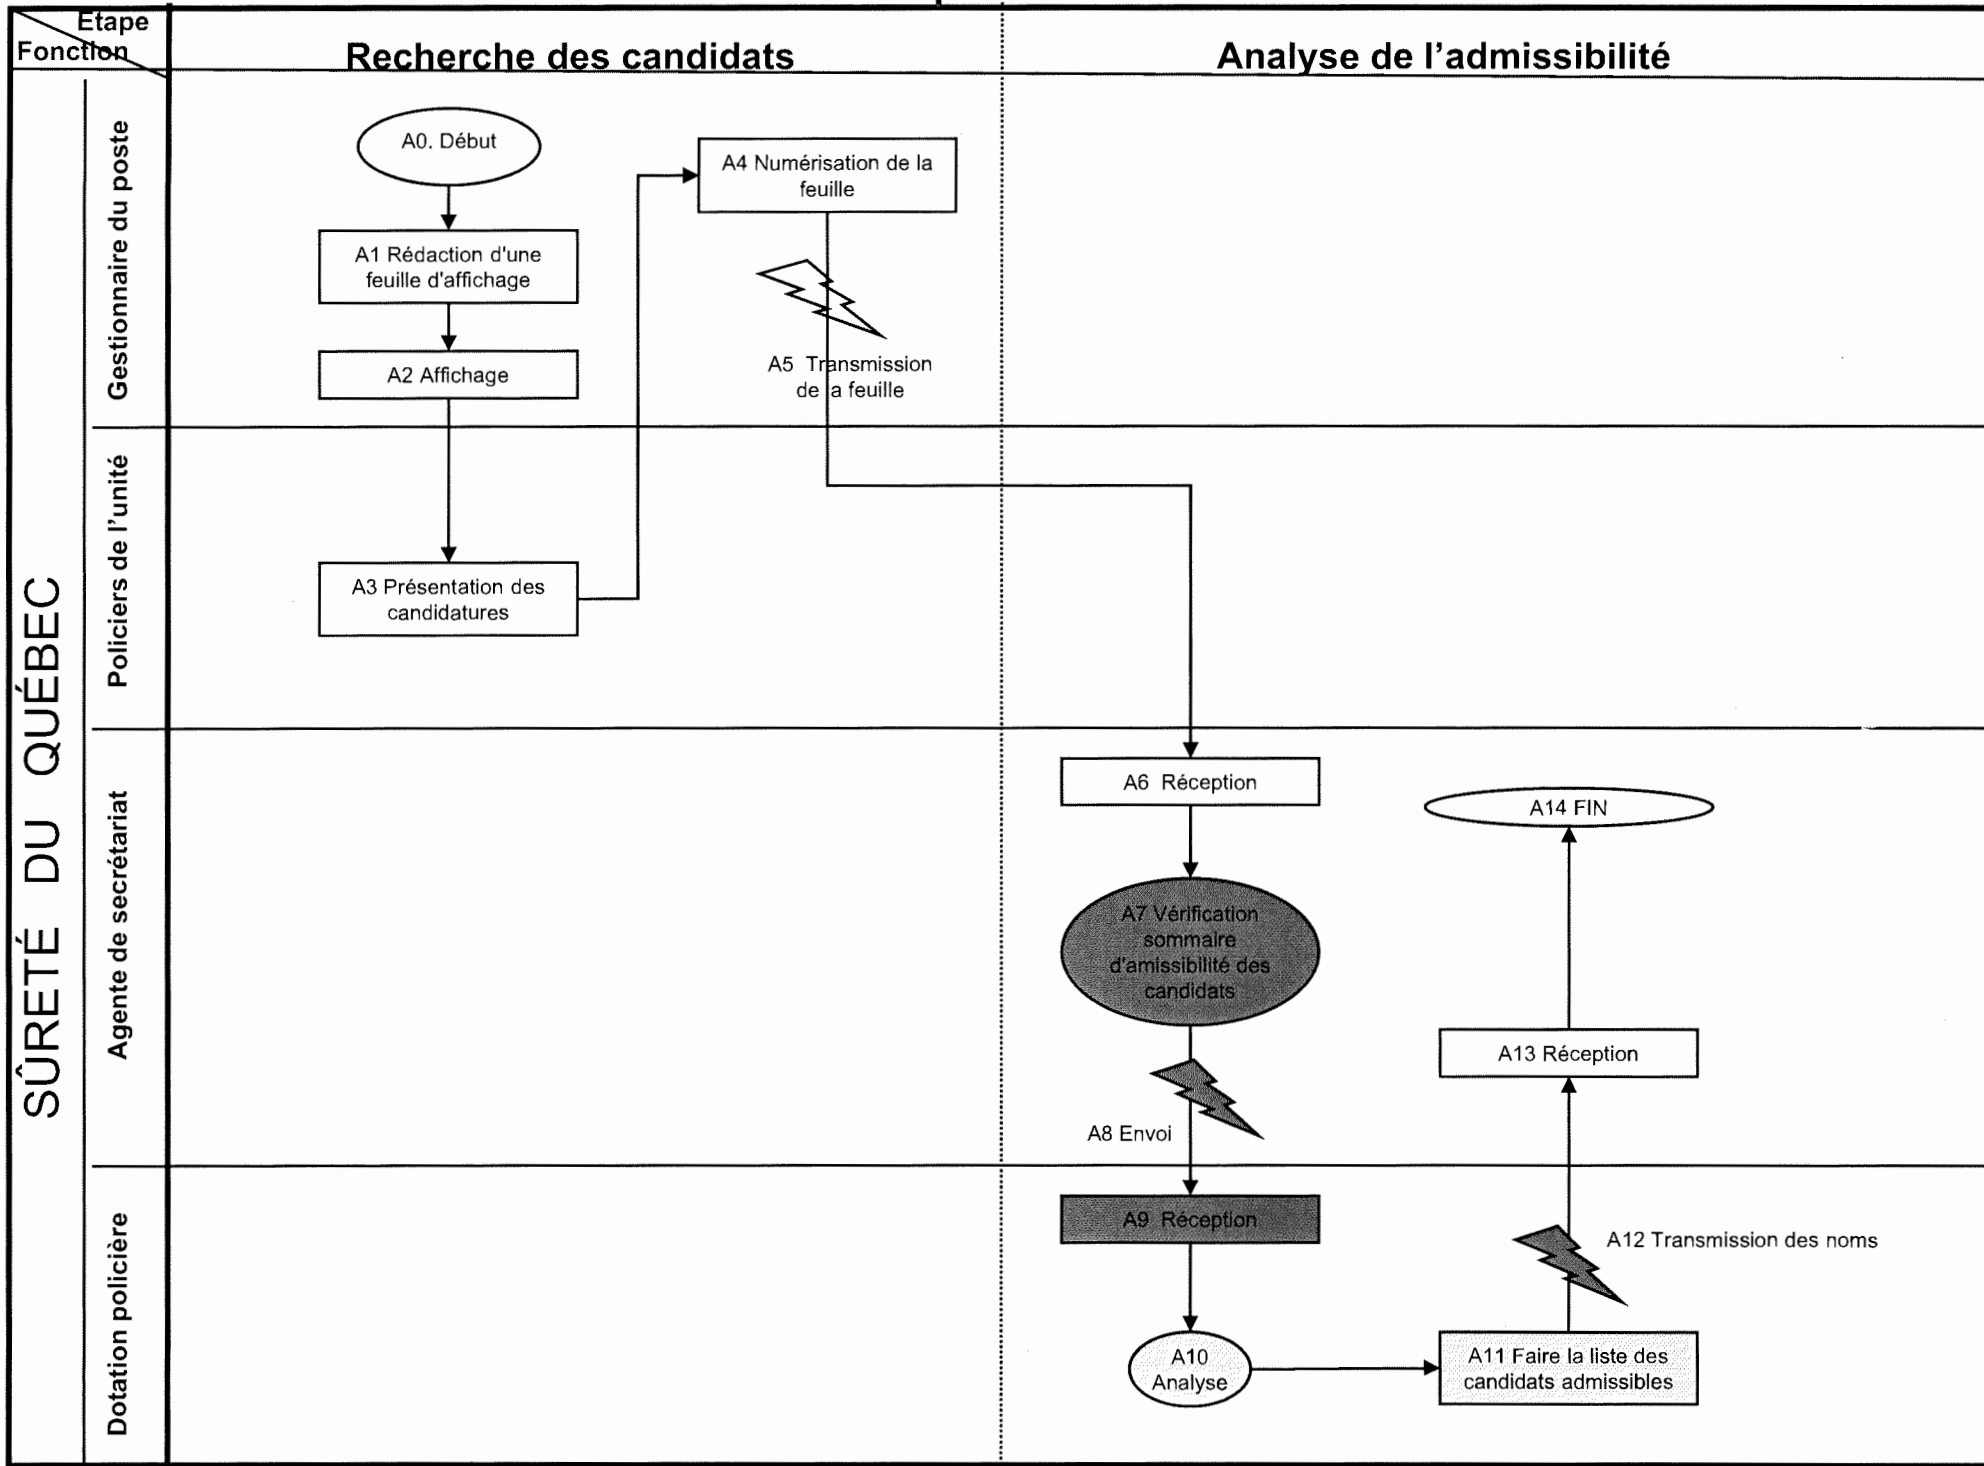 Etape
Fonction
Recherche des candidats
Analyse de l'admissibilité
SÛRETÉ DU QUÉBEC
Gestionnaire du poste
A0. Début
A1 Rédaction d'une
feuille d'affichage
A2 Affichage
A4 Numérisation de la
feuille
A5 Transmission
de la feuille
Policiers de l'unité
A3 Présentation des
candidatures
Agente de secrétariat
A6 Réception
A7 Vérification
sommaire
d'amissibilité des
candidats
A8 Envoi
A14 FIN
A13 Réception
Dotation policière
A9 Réception
A10
Analyse
A11 Faire la liste des
candidats admissibles
A12 Transmission des noms